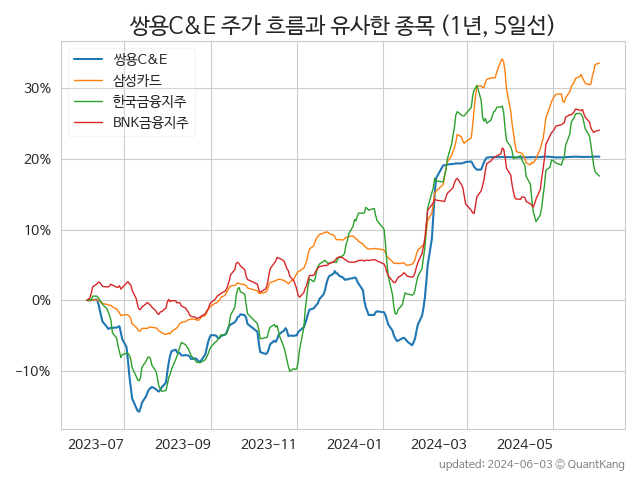 쌍용C&E 주가 흐름과 유사한 종목 (1년, 5일선)
쌍용C&E
삼성카드
한국금융지주
BNK금융지주
30%
20%
10%
0%
−10%
2023-07 2023-09 2023-11 2024-01 2024-03 2024-05
updated: 2024-06-03 ⓒ QuantKang